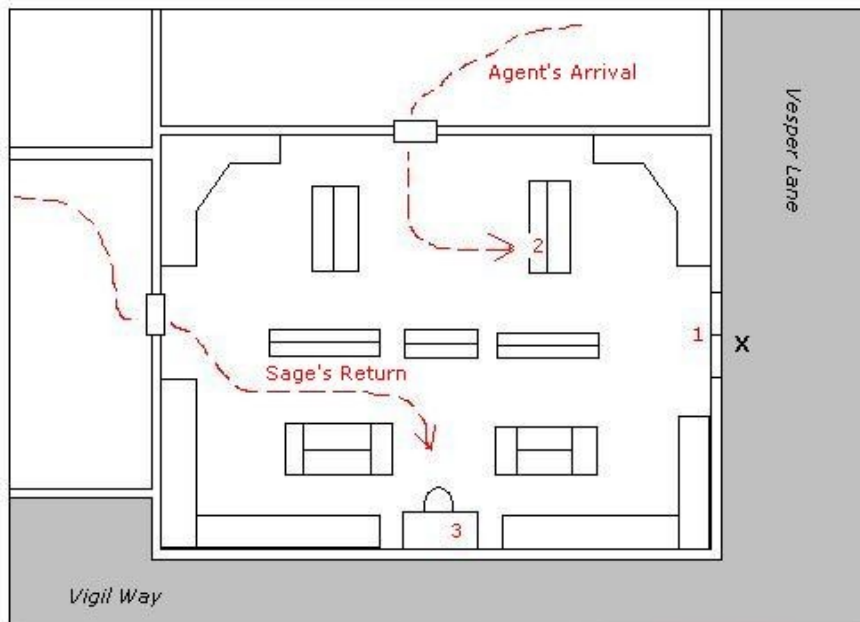 Agent's Arrival
Vesper Lane
2
1
X
Sage's Return
3
Vigil Way